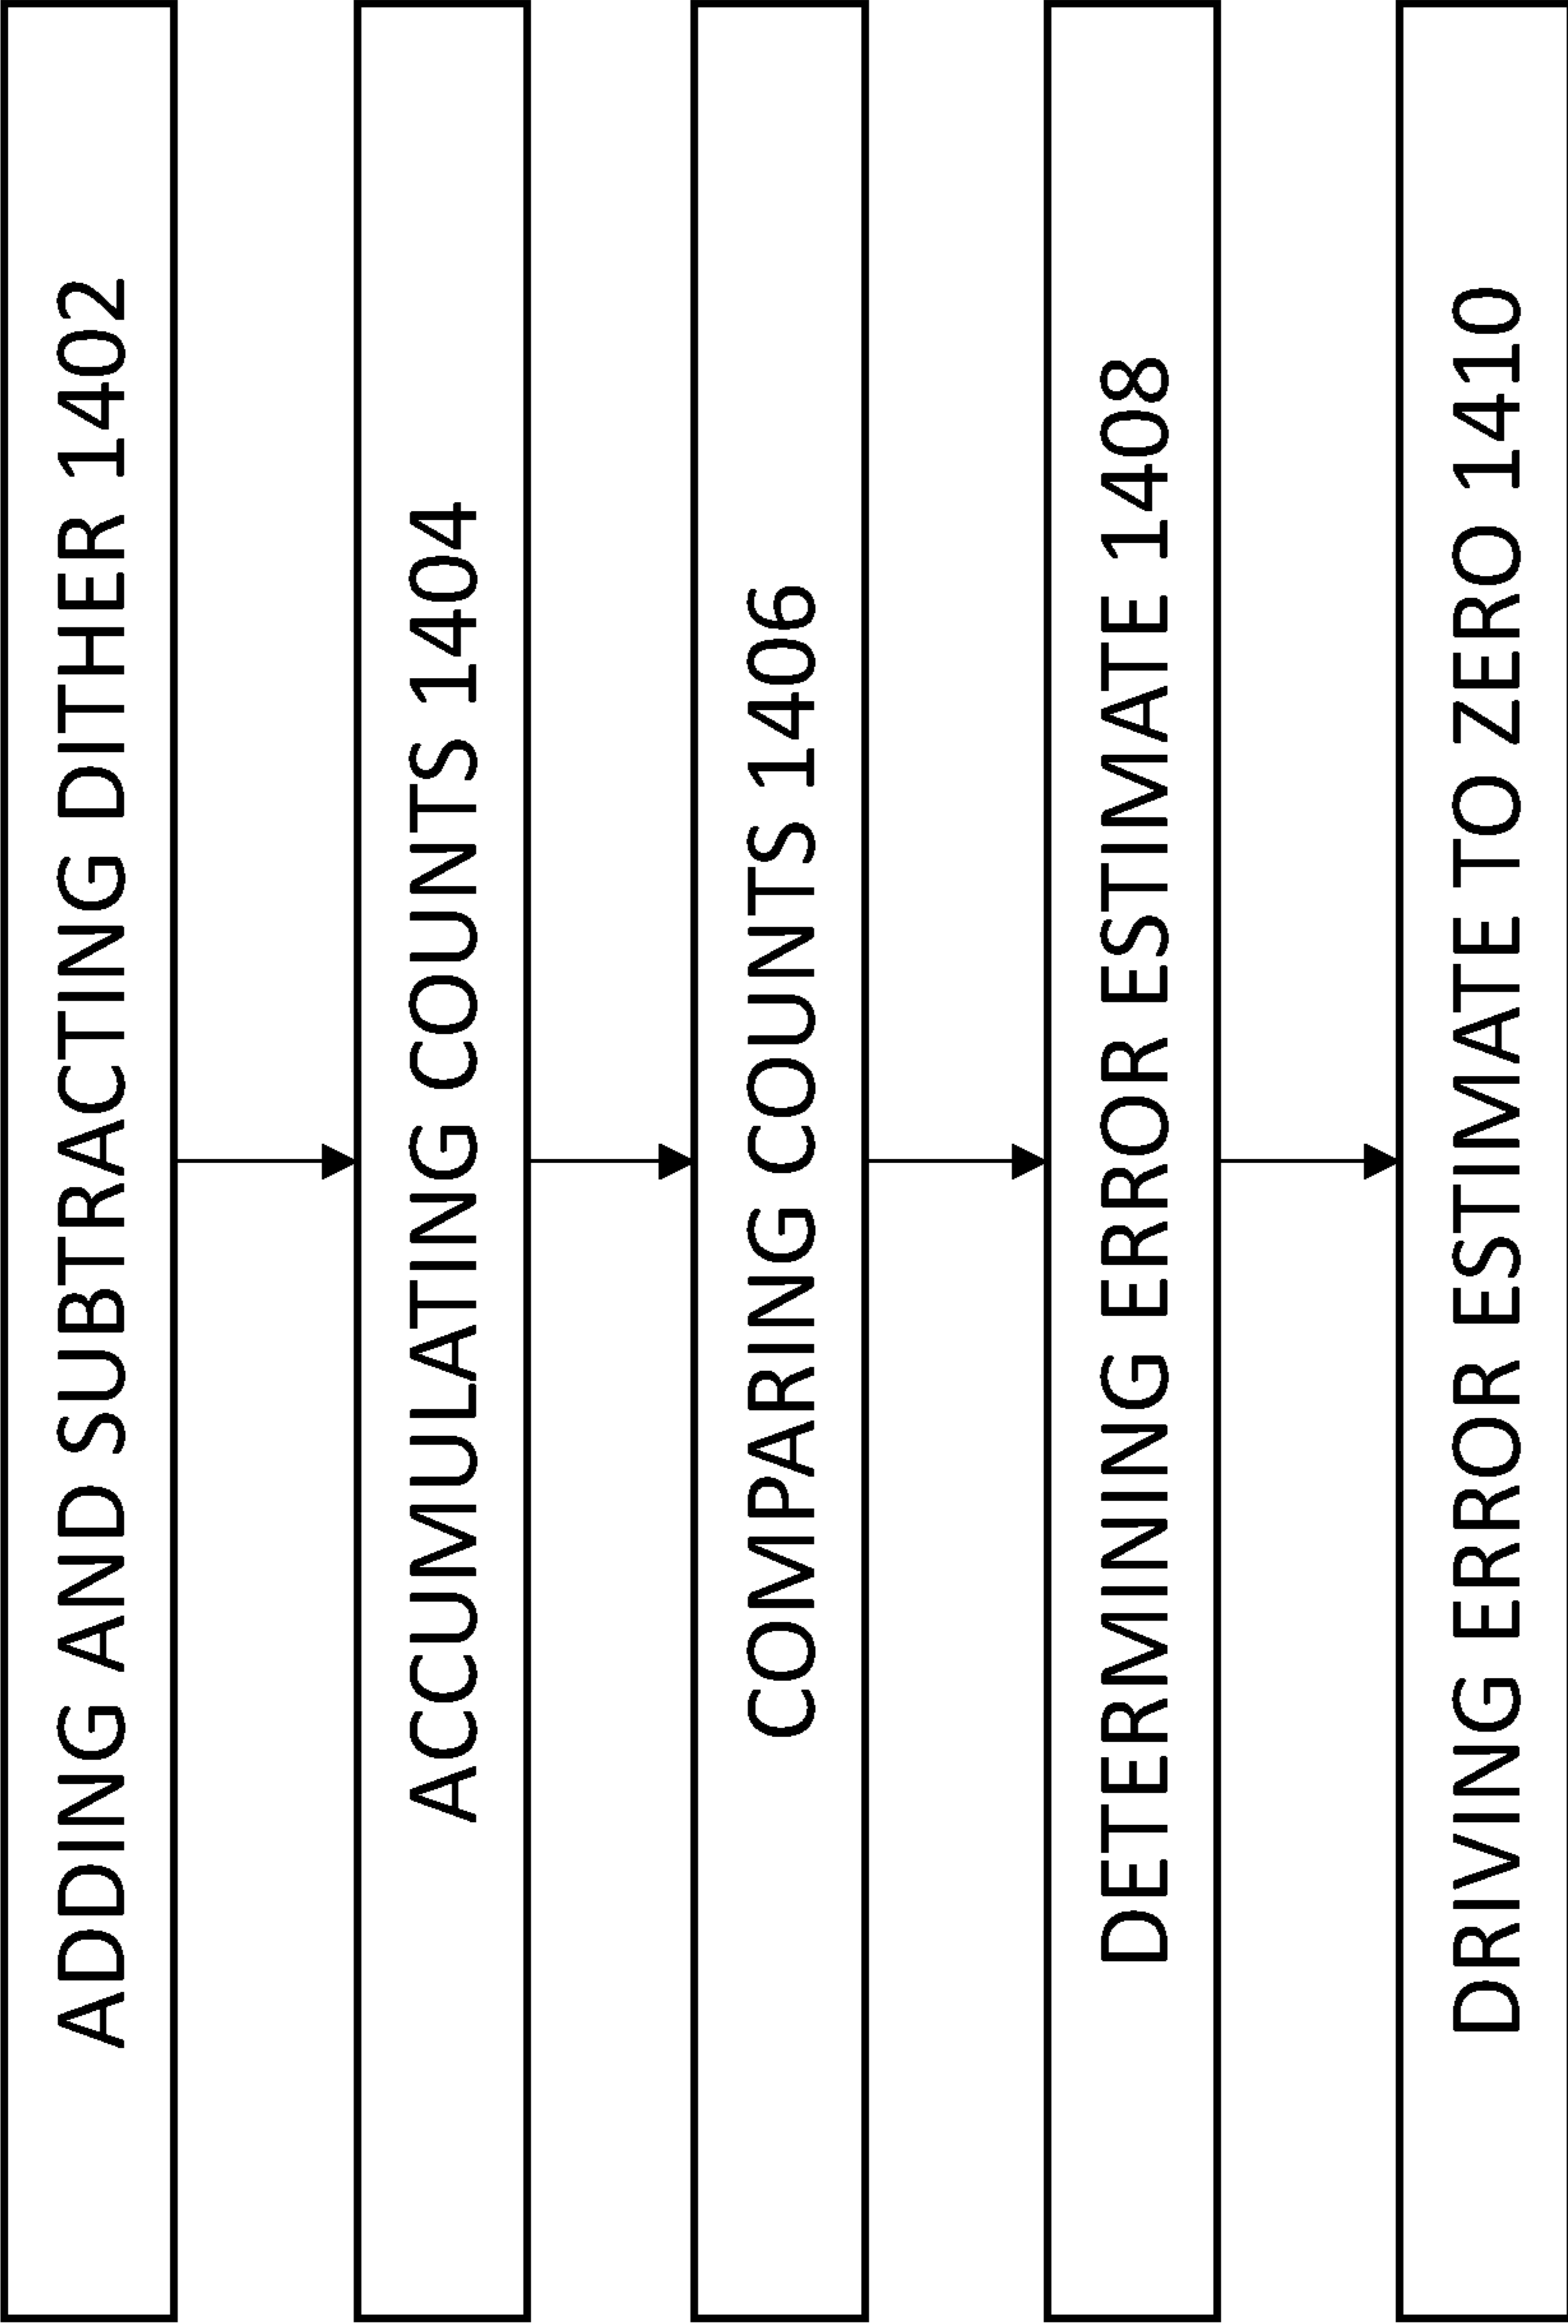 ADDING AND SUBTRACTING DITHER 1402
ACCUMULATING COUNTS 1404
COMPARING COUNTS 1406
DETERMINING ERROR ESTIMATE 1408
DRIVING ERROR ESTIMATE TO ZERO 1410